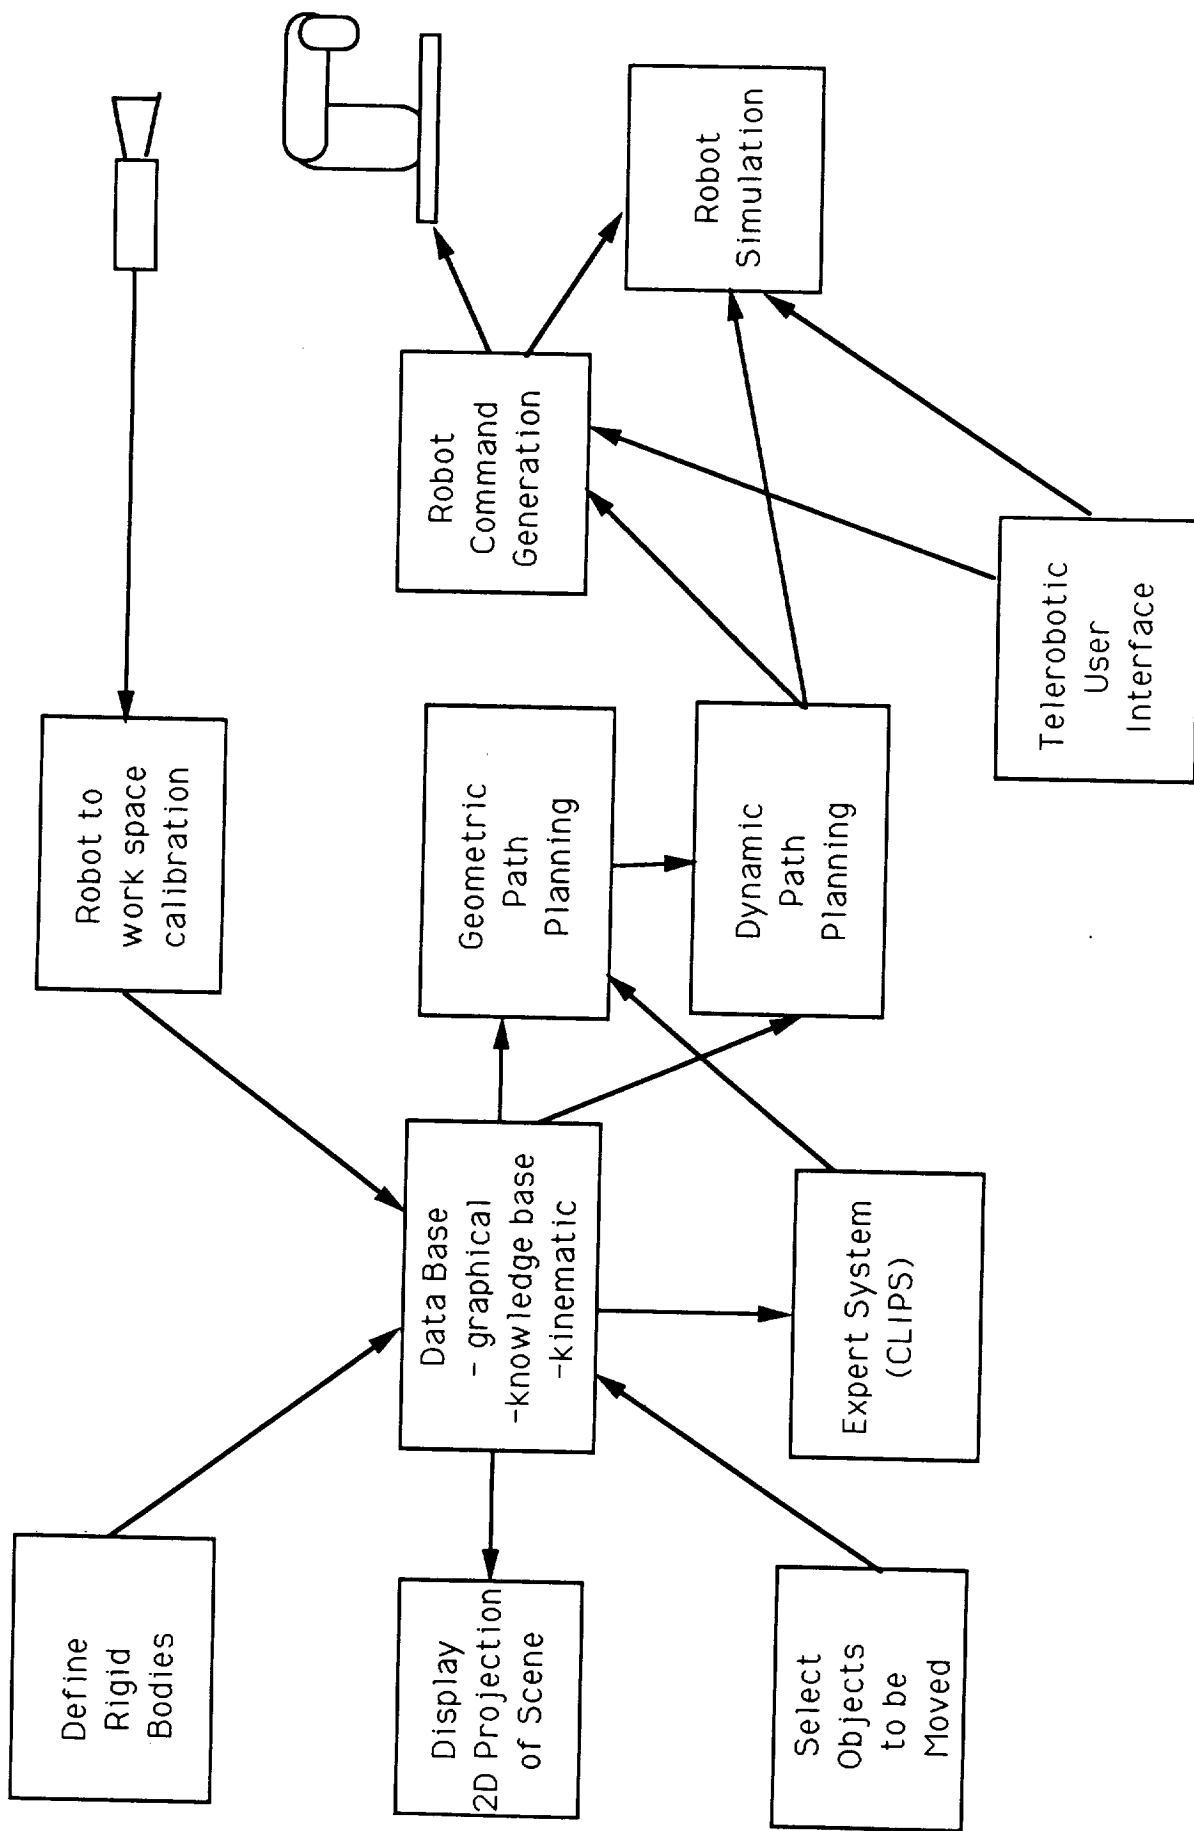 Define
Rigid
Bodies
Robot to
work space
calibration
Display
2D Projection
of Scene
Data Base
- graphical
-knowledge base
-kinematic
Geometric
Path
Planning
Robot
Command
Generation
Select
Objects
to be
Moved
Expert System
(CLIPS)
Dynamic
Path
Planning
Robot
Simulation
Telerobotic
User
Interface